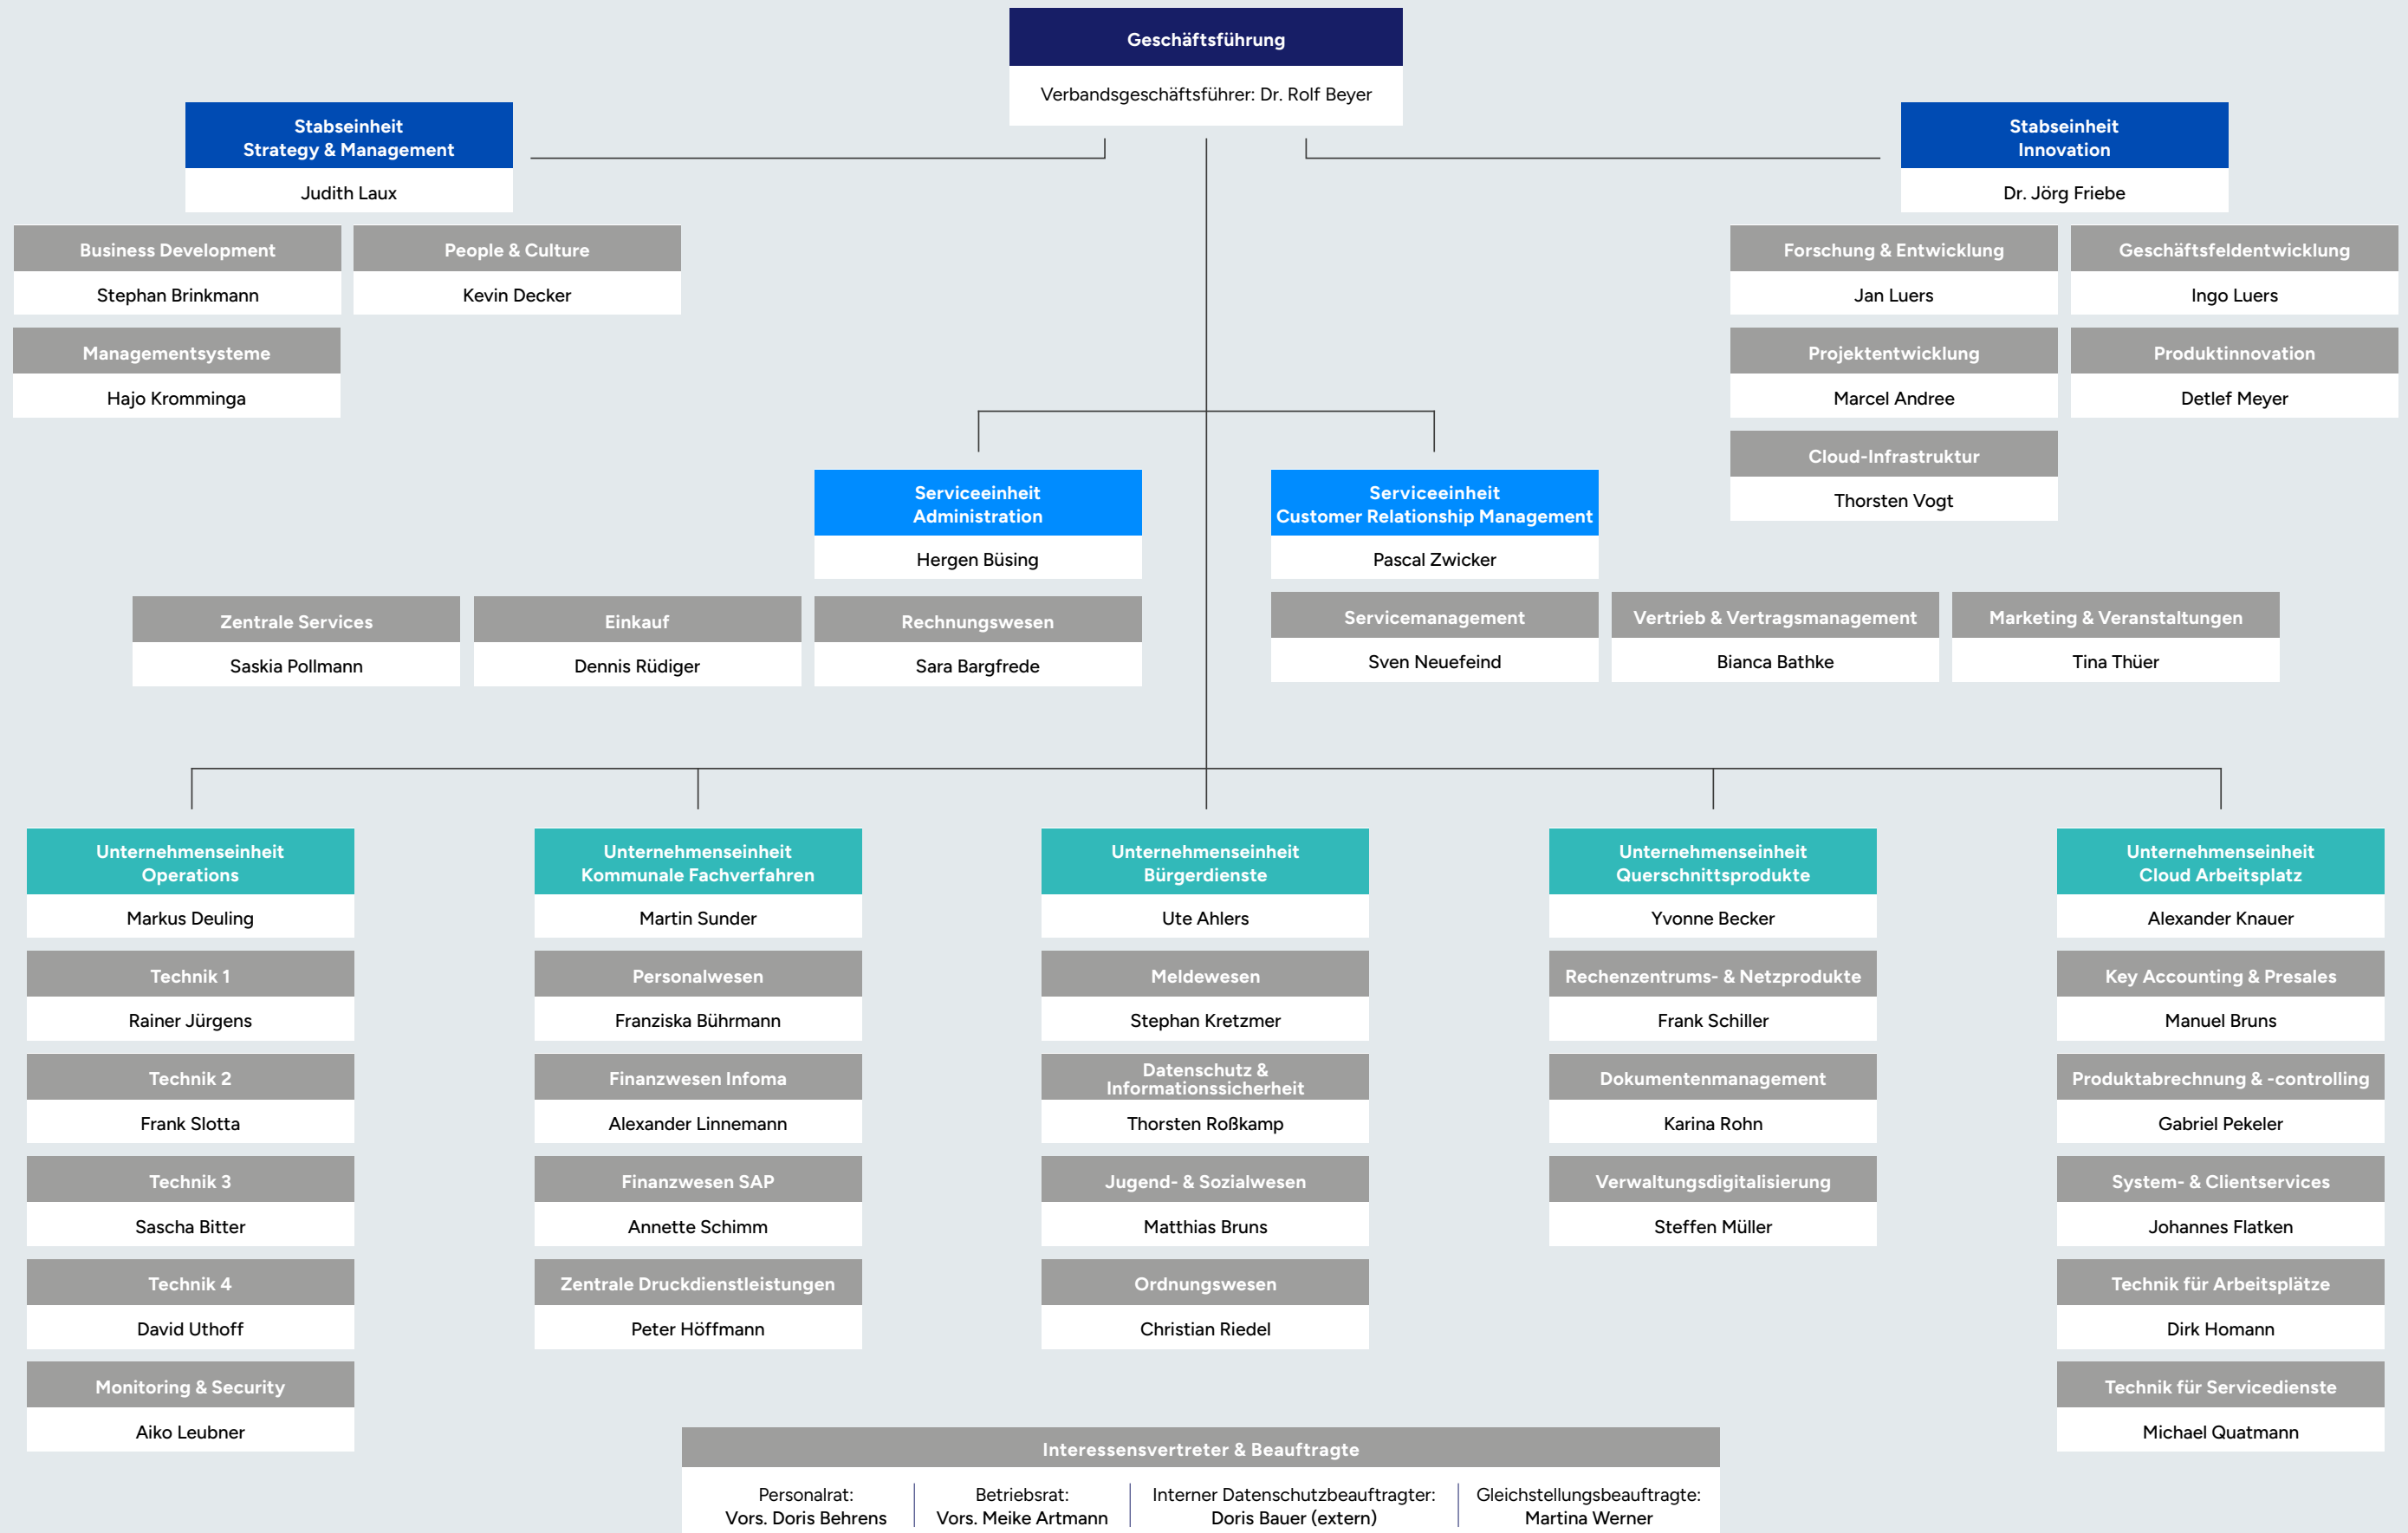 Geschäftsführung
Verbandsgeschäftsführer: Dr. Rolf Beyer
Stabseinheit
Strategy & Management
Judith Laux
Business Development
Stephan Brinkmann
People & Culture
Kevin Decker
Managementsysteme
Hajo Kromminga
Stabseinheit
Innovation
Dr. Jörg Friebe
Forschung & Entwicklung
Jan Luers
Geschäftsfeldentwicklung
Ingo Luers
Projektentwicklung
Marcel Andree
Produktinnovation
Detlef Meyer
Cloud-Infrastruktur
Thorsten Vogt
Serviceeinheit
Administration
Hergen Büsing
Zentrale Services
Saskia Pollmann
Einkauf
Dennis Rüdiger
Rechnungswesen
Sara Bargfrede
Serviceeinheit
Customer Relationship Management
Pascal Zwicker
Servicemanagement
Sven Neuefeind
Vertrieb & Vertragsmanagement
Bianca Bathke
Marketing & Veranstaltungen
Tina Thüer
Unternehmenseinheit
Operations
Markus Deuling
Technik 1
Rainer Jürgens
Technik 2
Frank Slotta
Technik 3
Sascha Bitter
Technik 4
David Uthoff
Monitoring & Security
Aiko Leubner
Unternehmenseinheit
Kommunale Fachverfahren
Martin Sunder
Personalwesen
Franziska Bührmann
Finanzwesen Infoma
Alexander Linnemann
Finanzwesen SAP
Annette Schimm
Zentrale Druckdienstleistungen
Peter Höffmann
Unternehmenseinheit
Bürgerdienste
Ute Ahlers
Meldewesen
Stephan Kretzmer
Datenschutz &
Informationssicherheit
Thorsten Roßkamp
Jugend- & Sozialwesen
Matthias Bruns
Ordnungswesen
Christian Riedel
Unternehmenseinheit
Querschnittsprodukte
Yvonne Becker
Rechenzentrums- & Netzprodukte
Frank Schiller
Dokumentenmanagement
Karina Rohn
Verwaltungsdigitalisierung
Steffen Müller
Unternehmenseinheit
Cloud Arbeitsplatz
Alexander Knauer
Key Accounting & Presales
Manuel Bruns
Produktabrechnung & -controlling
Gabriel Pekeler
System- & Clientservices
Johannes Flatken
Technik für Arbeitsplätze
Dirk Homann
Technik für Servicedienste
Michael Quatmann
Interessensvertreter & Beauftragte
Personalrat:
Vors. Doris Behrens
Betriebsrat:
Vors. Meike Artmann
Interner Datenschutzbeauftragter:
Doris Bauer (extern)
Gleichstellungsbeauftragte:
Martina Werner